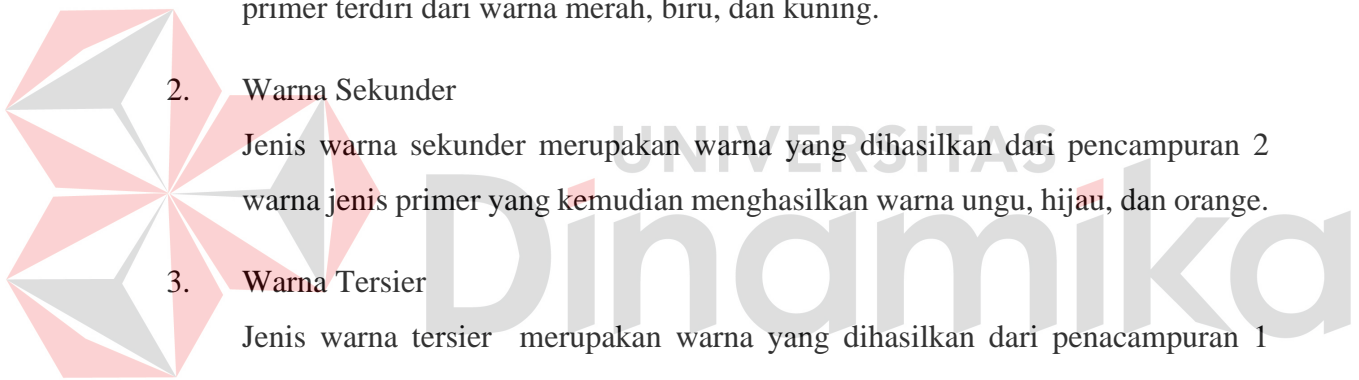 primer terdiri dari warna merah, biru, dan kuning.
2. Warna Sekunder
Jenis warna sekunder merupakan warna yang dihasilkan dari pencampuran 2
warna jenis primer yang kemudian menghasilkan warna ungu, hijau, dan orange.
3. Warna Tersier
Jenis warna tersier merupakan warna yang dihasilkan dari penacampuran 1
UNIVERSITAS
Dinamika